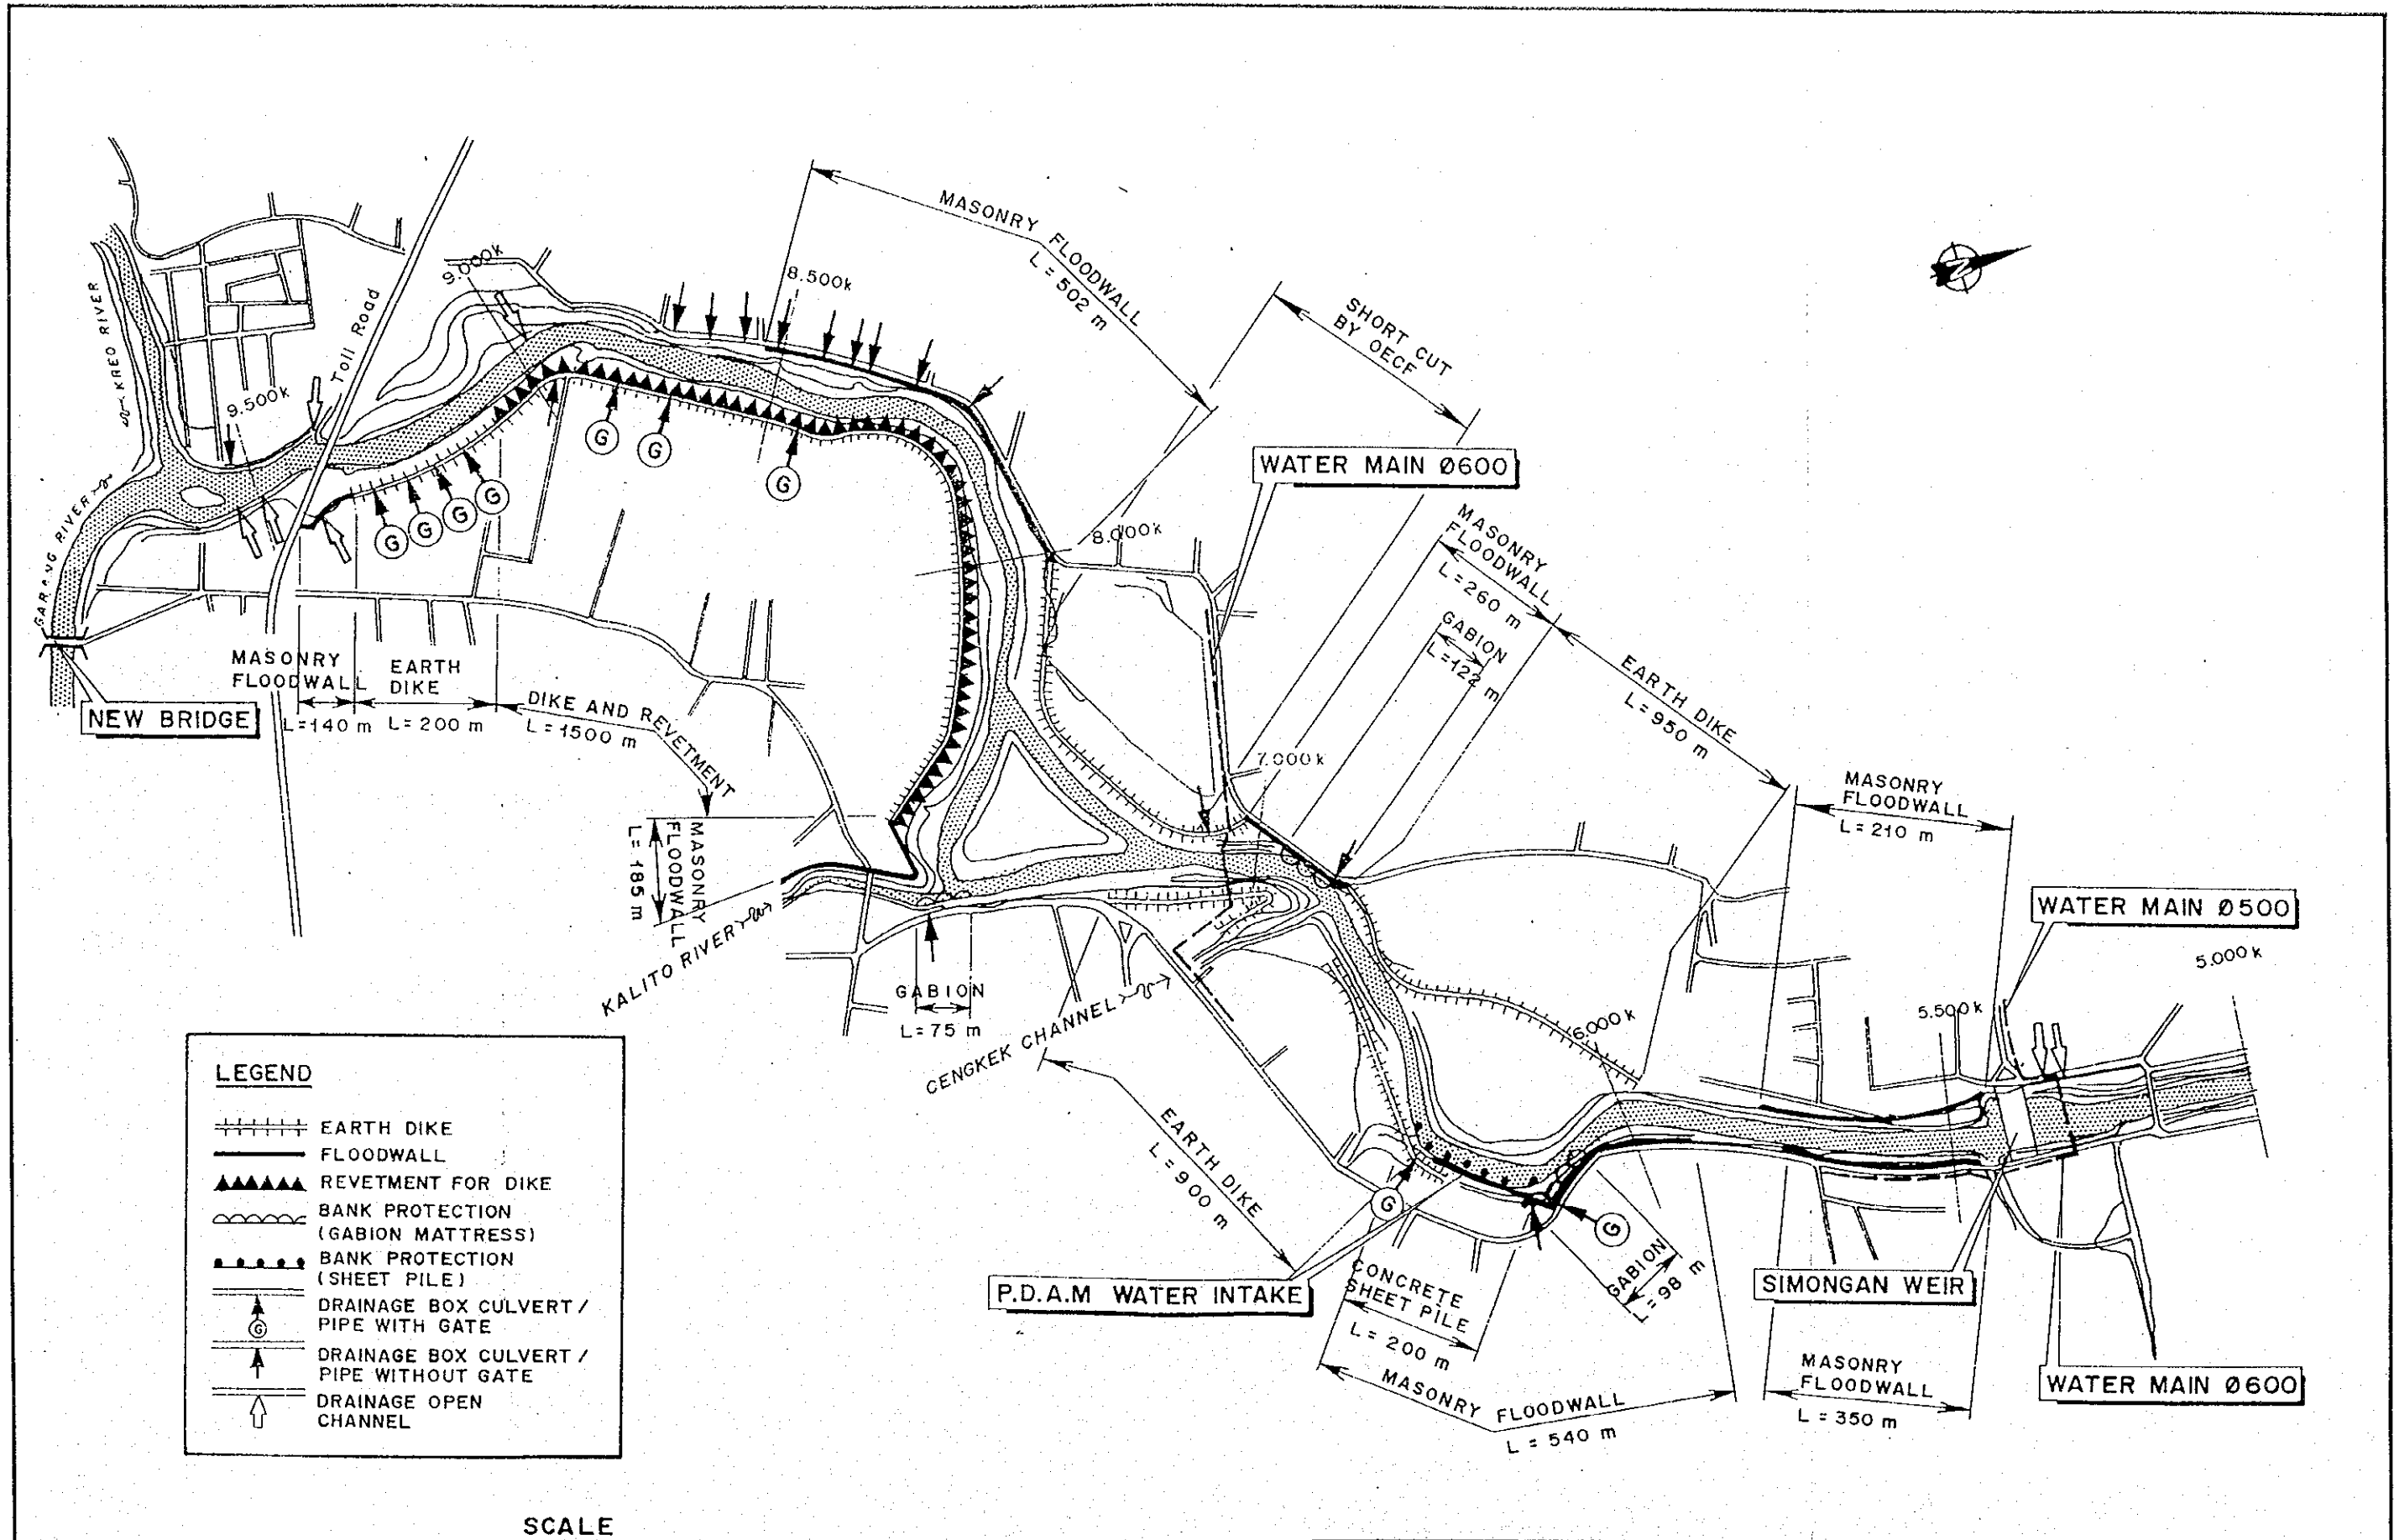 MASONRY FLOODWALL
L = 502 m
SHORT CUT
BY OECF
N
KREO RIVER
Toll Road
9.000k
8.500k
9.500k
GARANG RIVER
G
G
G
G
G
G
G
WATER MAIN Ø600
8.000k
MASONRY
FLOODWALL
L = 260 m
GABION
L=122 m
EARTH DIKE
L = 950 m
MASONRY
FLOODWALL
L=140 m
EARTH
DIKE
L= 200 m
DIKE AND REVETMENT
L = 1500 m
NEW BRIDGE
7.000k
MASONRY
FLOODWALL
L= 210 m
MASONRY
FLOODWALL
L= 185 m
KALITO RIVER
GABION
L= 75 m
CENGKEK CHANNEL
WATER MAIN Ø500
5.000k
5.500k
6.000k
EARTH DIKE
L = 900 m
G
G
P.D.A.M WATER INTAKE
CONCRETE
SHEET PILE
L = 200 m
GABION
L= 98 m
MASONRY FLOODWALL
L = 540 m
SIMONGAN WEIR
MASONRY
FLOODWALL
L = 350 m
WATER MAIN Ø600
LEGEND
EARTH DIKE
FLOODWALL
REVETMENT FOR DIKE
BANK PROTECTION
(GABION MATTRESS)
BANK PROTECTION
(SHEET PILE)
DRAINAGE BOX CULVERT /
PIPE WITH GATE
G
DRAINAGE BOX CULVERT /
PIPE WITHOUT GATE
DRAINAGE OPEN
CHANNEL
SCALE